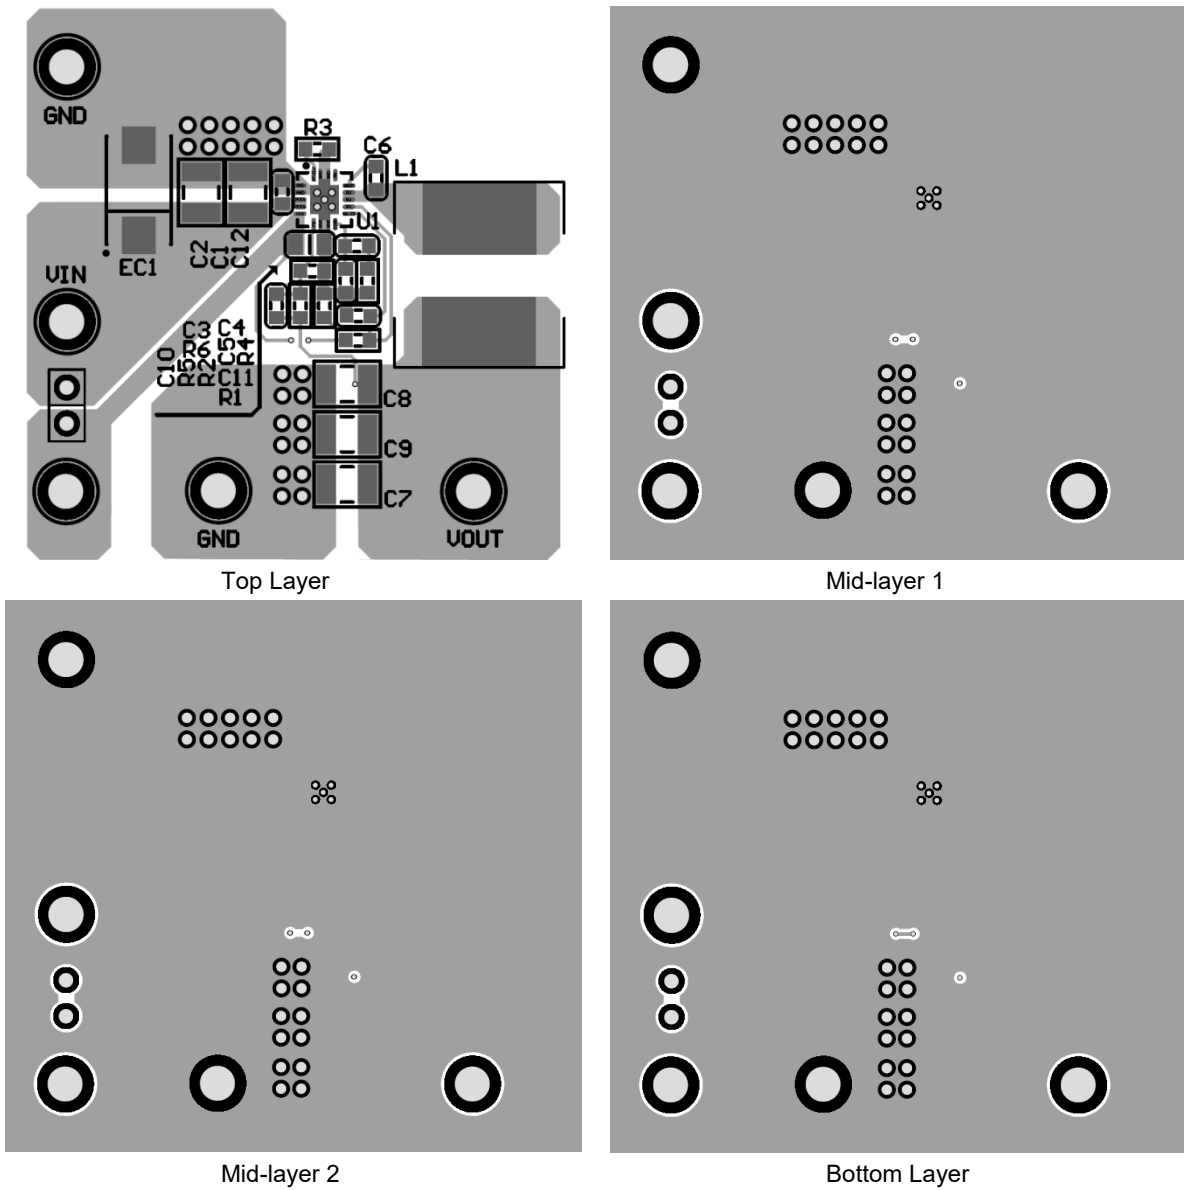 GND
R3
C6
L1
U1
C2
C1
C12
EC1
VIN
C10
R5 C3
R6
R2 C4
C5
R4
C11
R1
C8
C9
C7
GND
VOUT
Top Layer
Mid-layer 1
Mid-layer 2
Bottom Layer